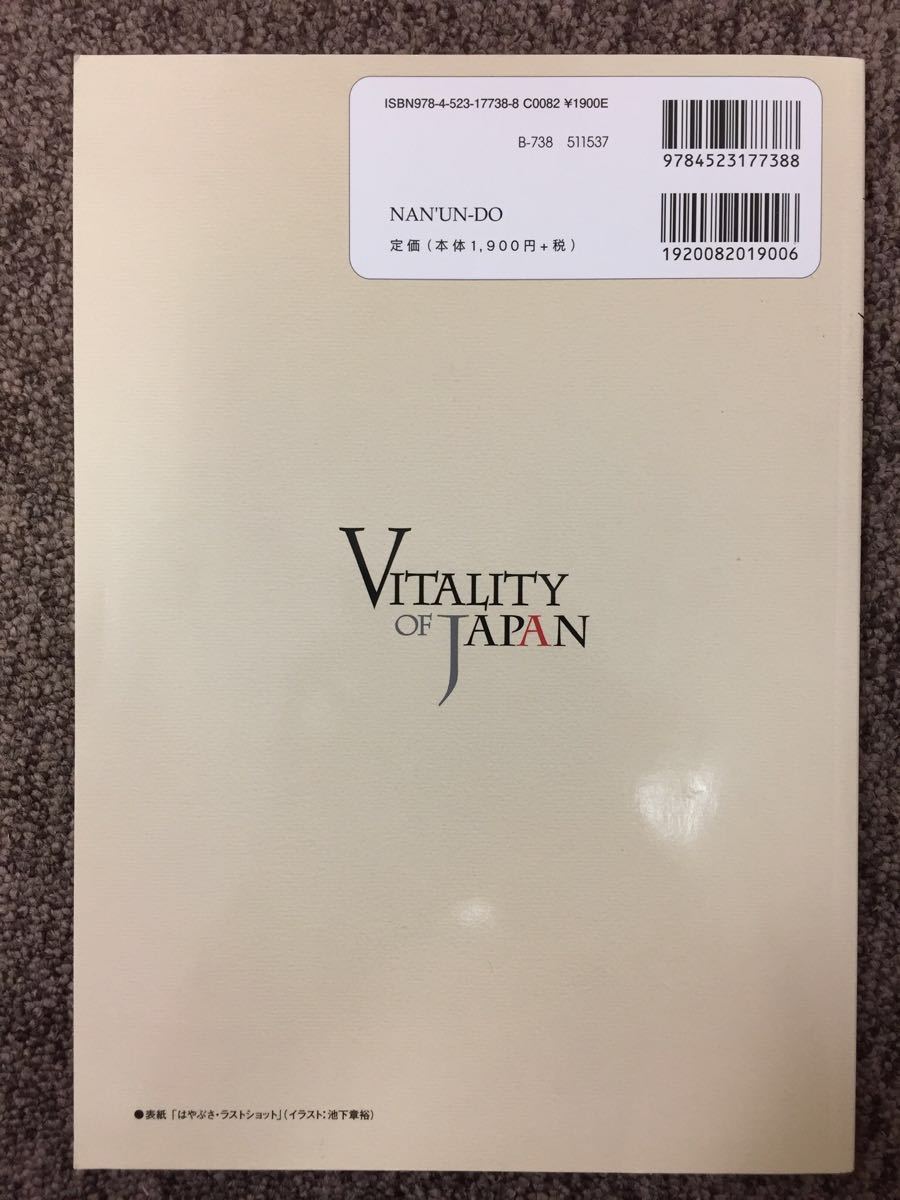 ISBN978-4-523-17738-8 C0082 ¥1900E
B-738 511537
9784523177388
NAN'UN-DO
定価(本体1,900円+税)
1920082019006
VITALITY
OF JAPAN
●表紙「はやぶさ・ラストショット」(イラスト:池下章裕)